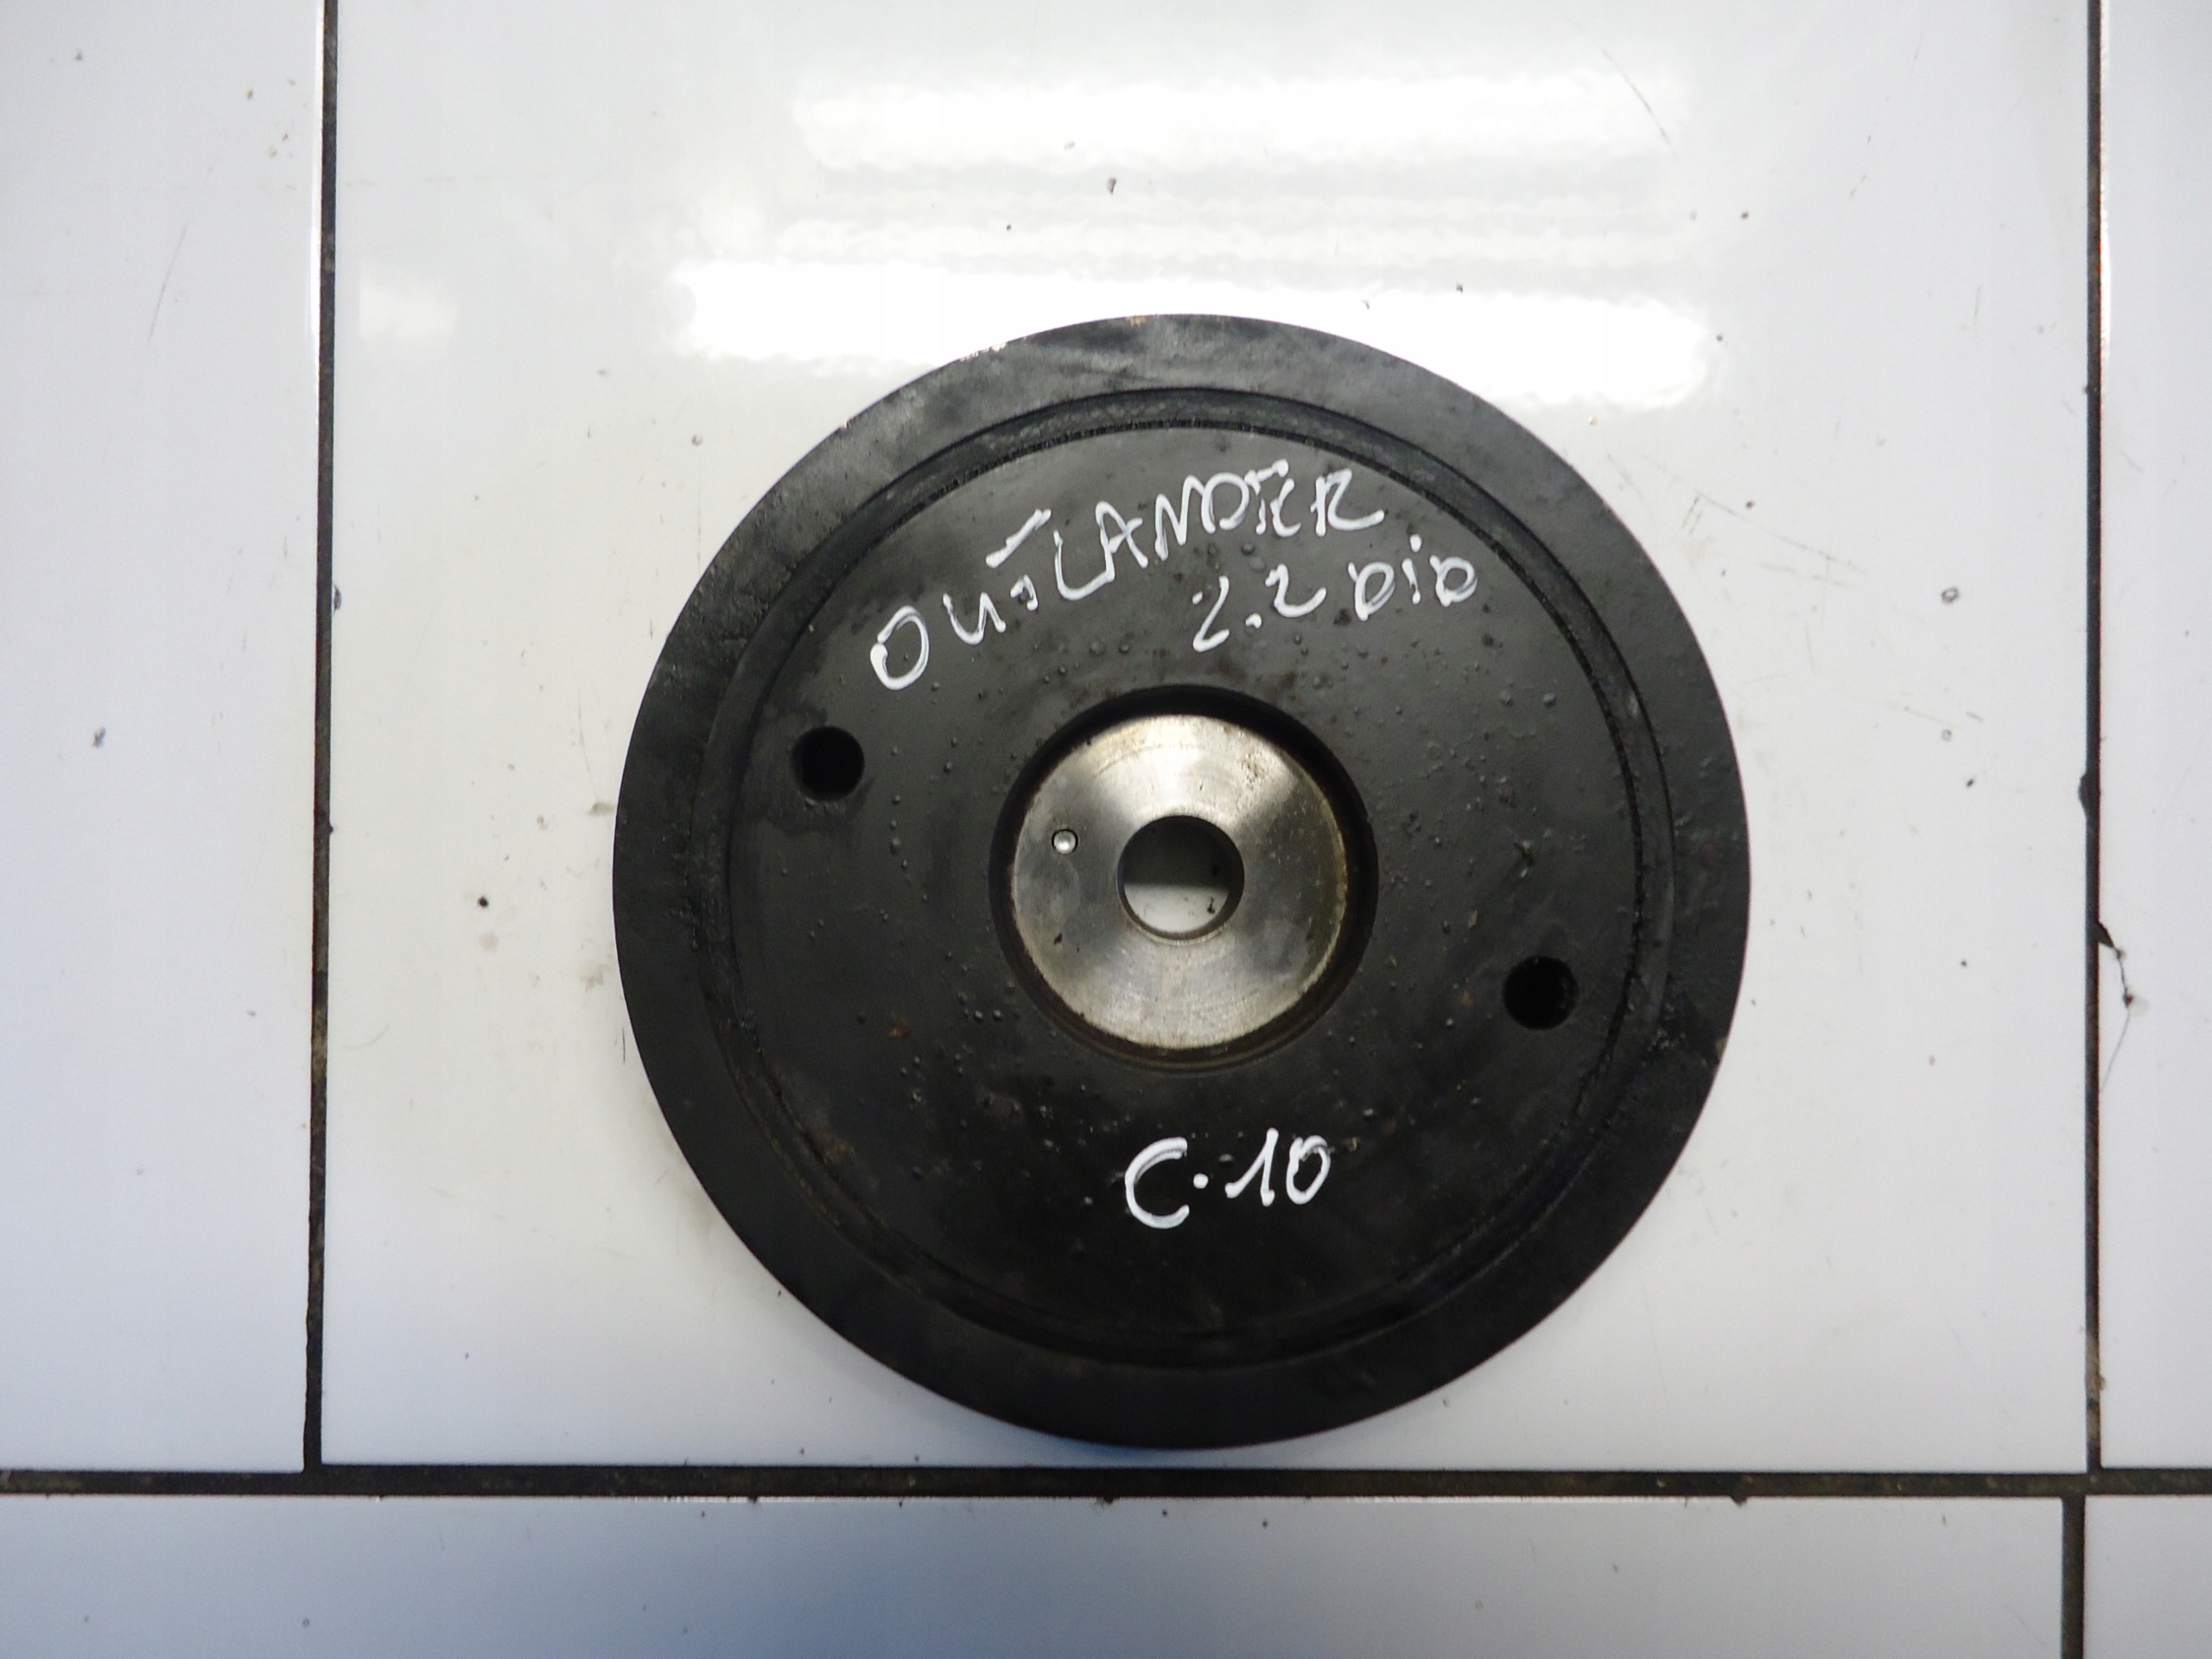 OUTLANDER
2.2 DiD
C.10